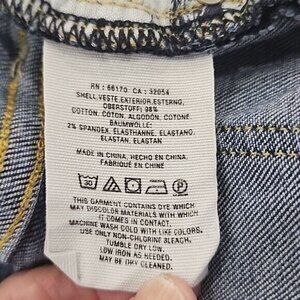 RN : 66170 CA : 32054
SHELL,VESTE,EXTERIOR,ESTERNO,
OBERSTOFF: 98%
COTTON, COTON, ALGODON, COTONE
BAUMWOLLE:
2% SPANDEX, ELASTHANNE, ELASTANO,
ELASTAN, ELASTAN
MADE IN CHINA, HECHO EN CHINA,
FABRIQUÉ EN CHINE
30 P
THIS GARMENT CONTAINS DYE WHICH
MAY DISCOLOR MATERIALS WITH WHICH
IT COMES IN CONTACT.
MACHINE WASH COLD WITH LIKE COLORS.
USE ONLY NON-CHLORINE BLEACH.
TUMBLE DRY LOW.
LOW IRON AS NEEDED.
MAY BE DRY CLEANED.